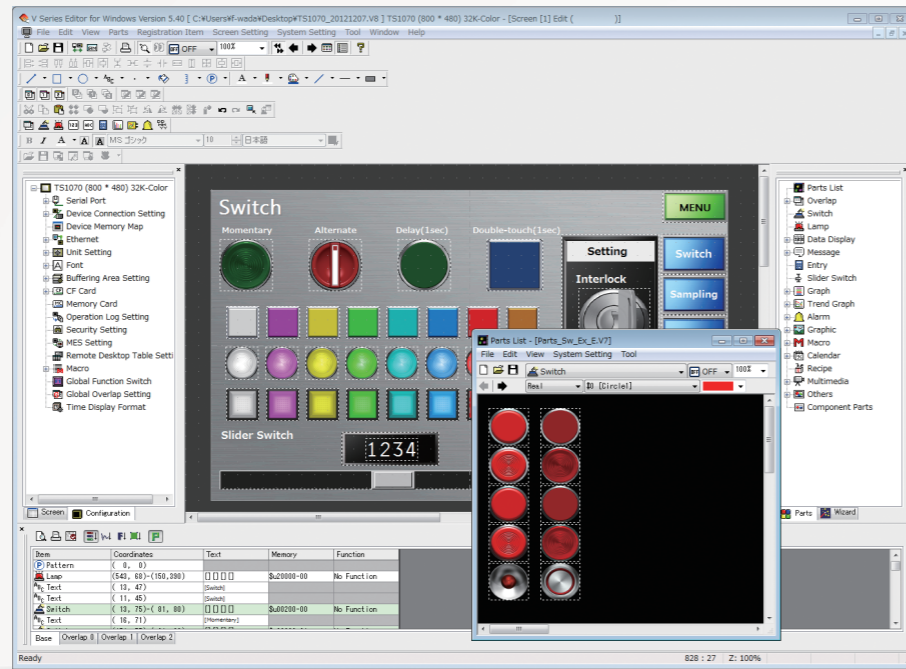 V Series Editor for Windows Version 5.40 [ C:¥Users¥f-wada¥Desktop¥TS1070_20121207.V8 ] TS1070 (800 * 480) 32K-Color - [Screen [1] Edit ( )]
File Edit View Parts Registration Item Screen Setting System Setting Tool Window Help
OFF 100%
B I A A A MS ゴシック 10 日本語
TS1070 (800 * 480) 32K-Color
Serial Port
Device Connection Setting
Device Memory Map
Ethernet
Unit Setting
Font
Buffering Area Setting
CF Card
Memory Card
Operation Log Setting
Security Setting
MES Setting
Remote Desktop Table Setti
Macro
Global Function Switch
Global Overlap Setting
Time Display Format
Screen Configuration
Switch
MENU
Momentary Alternate Delay(1sec) Double-touch(1sec)
Setting
Interlock
Switch
Sampling
Slider Switch
1234
Parts List
Overlap
Switch
Lamp
Data Display
Message
Entry
Slider Switch
Graph
Trend Graph
Alarm
Graphic
Macro
Calendar
Recipe
Multimedia
Others
Component Parts
Parts Wizard
Parts List - [Parts_Sw_Ex_E.V7]
File Edit View System Setting Tool
Switch OFF 100%
Real [Circle1]
Item Coordinates Text Memory Function
Pattern ( 0, 0)
Lamp (543, 68)-(150,390) $u20000-00 No Function
Text ( 13, 47) [Switch]
Text ( 11, 45) [Switch]
Switch ( 13, 75)-( 81, 80) $u00200-00 No Function
Text ( 16, 71) [Momentary]
Base Overlap 0 Overlap 1 Overlap 2
Ready 828 : 27 Z: 100%